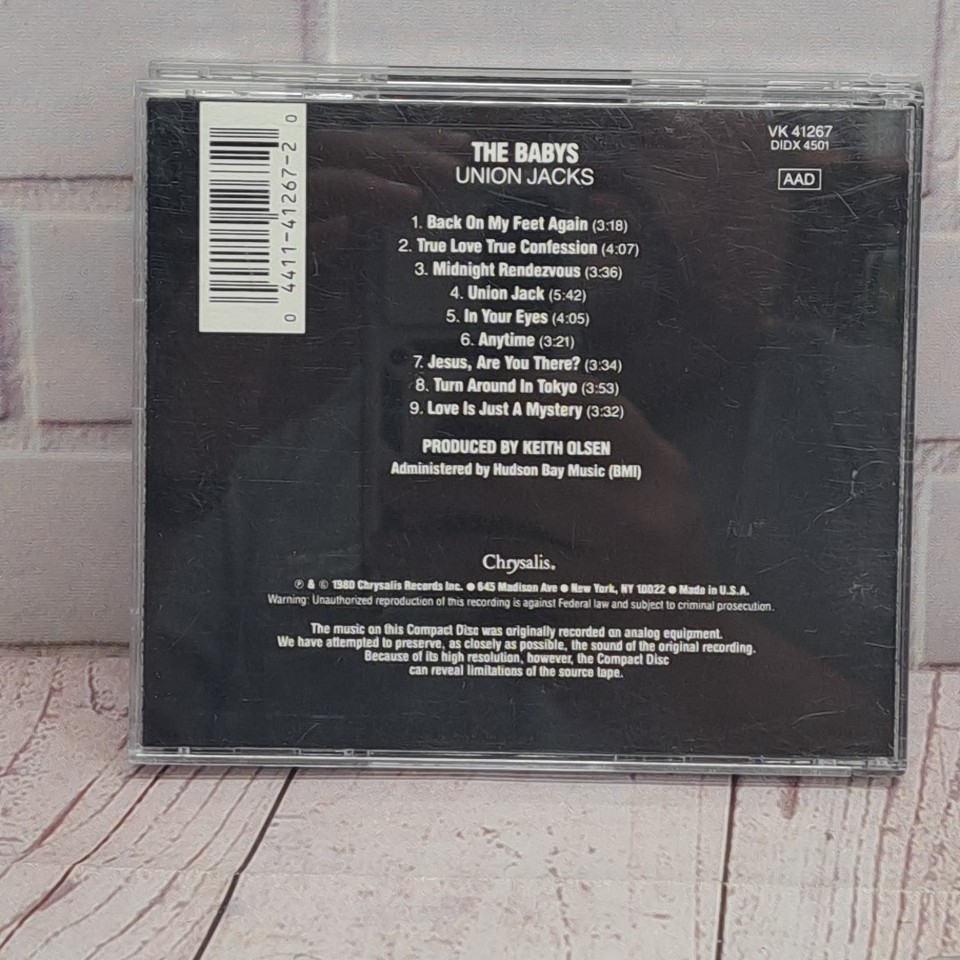 0 4411-41267-2 0
VK 41267
DIDX 4501
AAD
THE BABYS
UNION JACKS
1. Back On My Feet Again (3:18)
2. True Love True Confession (4:07)
3. Midnight Rendezvous (3:36)
4. Union Jack (5:42)
5. In Your Eyes (4:05)
6. Anytime (3:21)
7. Jesus, Are You There? (3:34)
8. Turn Around In Tokyo (3:53)
9. Love Is Just A Mystery (3:32)
PRODUCED BY KEITH OLSEN
Administered by Hudson Bay Music (BMI)
Chrysalis.
℗ & © 1980 Chrysalis Records Inc. ● 645 Madison Ave ● New York, NY 10022 ● Made in U.S.A.
Warning: Unauthorized reproduction of this recording is against Federal law and subject to criminal prosecution.
The music on this Compact Disc was originally recorded on analog equipment.
We have attempted to preserve, as closely as possible, the sound of the original recording.
Because of its high resolution, however, the Compact Disc
can reveal limitations of the source tape.